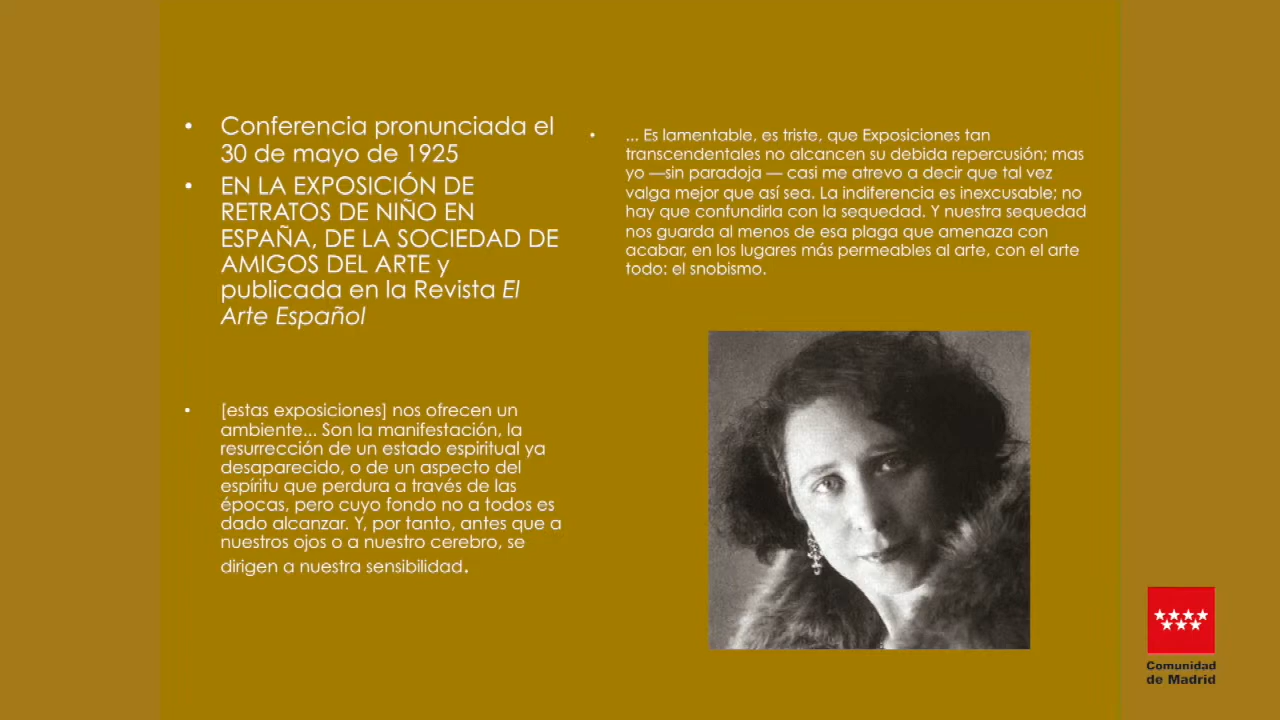 • Conferencia pronunciada el
30 de mayo de 1925
• EN LA EXPOSICIÓN DE
RETRATOS DE NIÑO EN
ESPAÑA, DE LA SOCIEDAD DE
AMIGOS DEL ARTE y
publicada en la Revista El
Arte Español
• [estas exposiciones] nos ofrecen un
ambiente... Son la manifestación, la
resurrección de un estado espiritual ya
desaparecido, o de un aspecto del
espíritu que perdura a través de las
épocas, pero cuyo fondo no a todos es
dado alcanzar. Y, por tanto, antes que a
nuestros ojos o a nuestro cerebro, se
dirigen a nuestra sensibilidad.
• ... Es lamentable, es triste, que Exposiciones tan
transcendentales no alcancen su debida repercusión; mas
yo —sin paradoja — casi me atrevo a decir que tal vez
valga mejor que así sea. La indiferencia es inexcusable; no
hay que confundirla con la sequedad. Y nuestra sequedad
nos guarda al menos de esa plaga que amenaza con
acabar, en los lugares más permeables al arte, con el arte
todo: el snobismo.
Comunidad
de Madrid